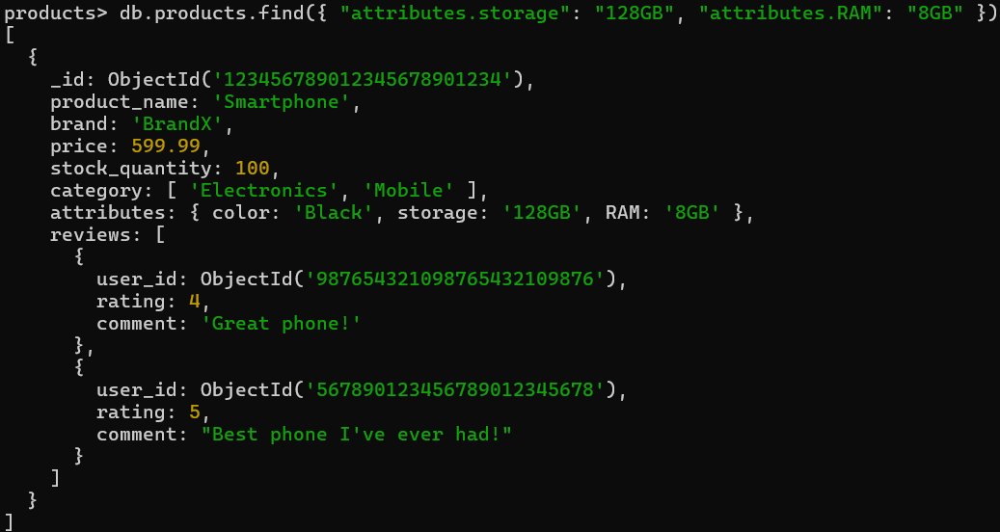 products> db.products.find({ "attributes.storage": "128GB", "attributes.RAM": "8GB" })
[
  {
    _id: ObjectId('123456789012345678901234'),
    product_name: 'Smartphone',
    brand: 'BrandX',
    price: 599.99,
    stock_quantity: 100,
    category: [ 'Electronics', 'Mobile' ],
    attributes: { color: 'Black', storage: '128GB', RAM: '8GB' },
    reviews: [
      {
        user_id: ObjectId('987654321098765432109876'),
        rating: 4,
        comment: 'Great phone!'
      },
      {
        user_id: ObjectId('567890123456789012345678'),
        rating: 5,
        comment: "Best phone I've ever had!"
      }
    ]
  }
]